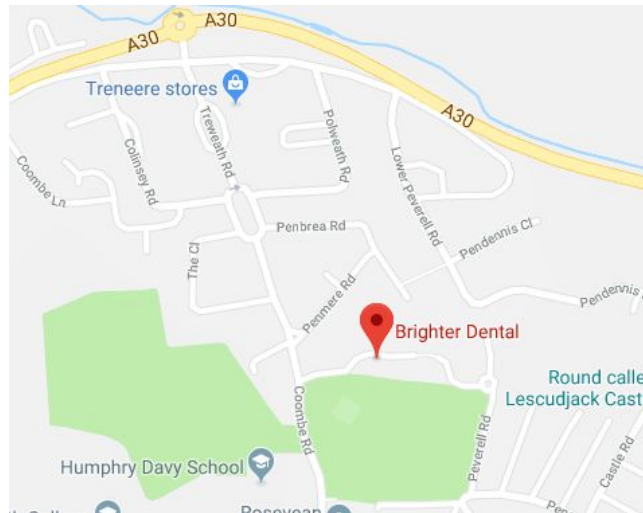 A30
A30
Treneere stores
A30
Treweath Rd
Polweath Rd
Colinsey Rd
Coombe Ln
Lower Peverell Rd
Penbrea Rd
Pendennis Cl
The Cl
Penmere Rd
Pendennis
Brighter Dental
Round calle
Lescudjack Cast
Coombe Rd
Peverell Rd
Castle Rd
Humphry Davy School